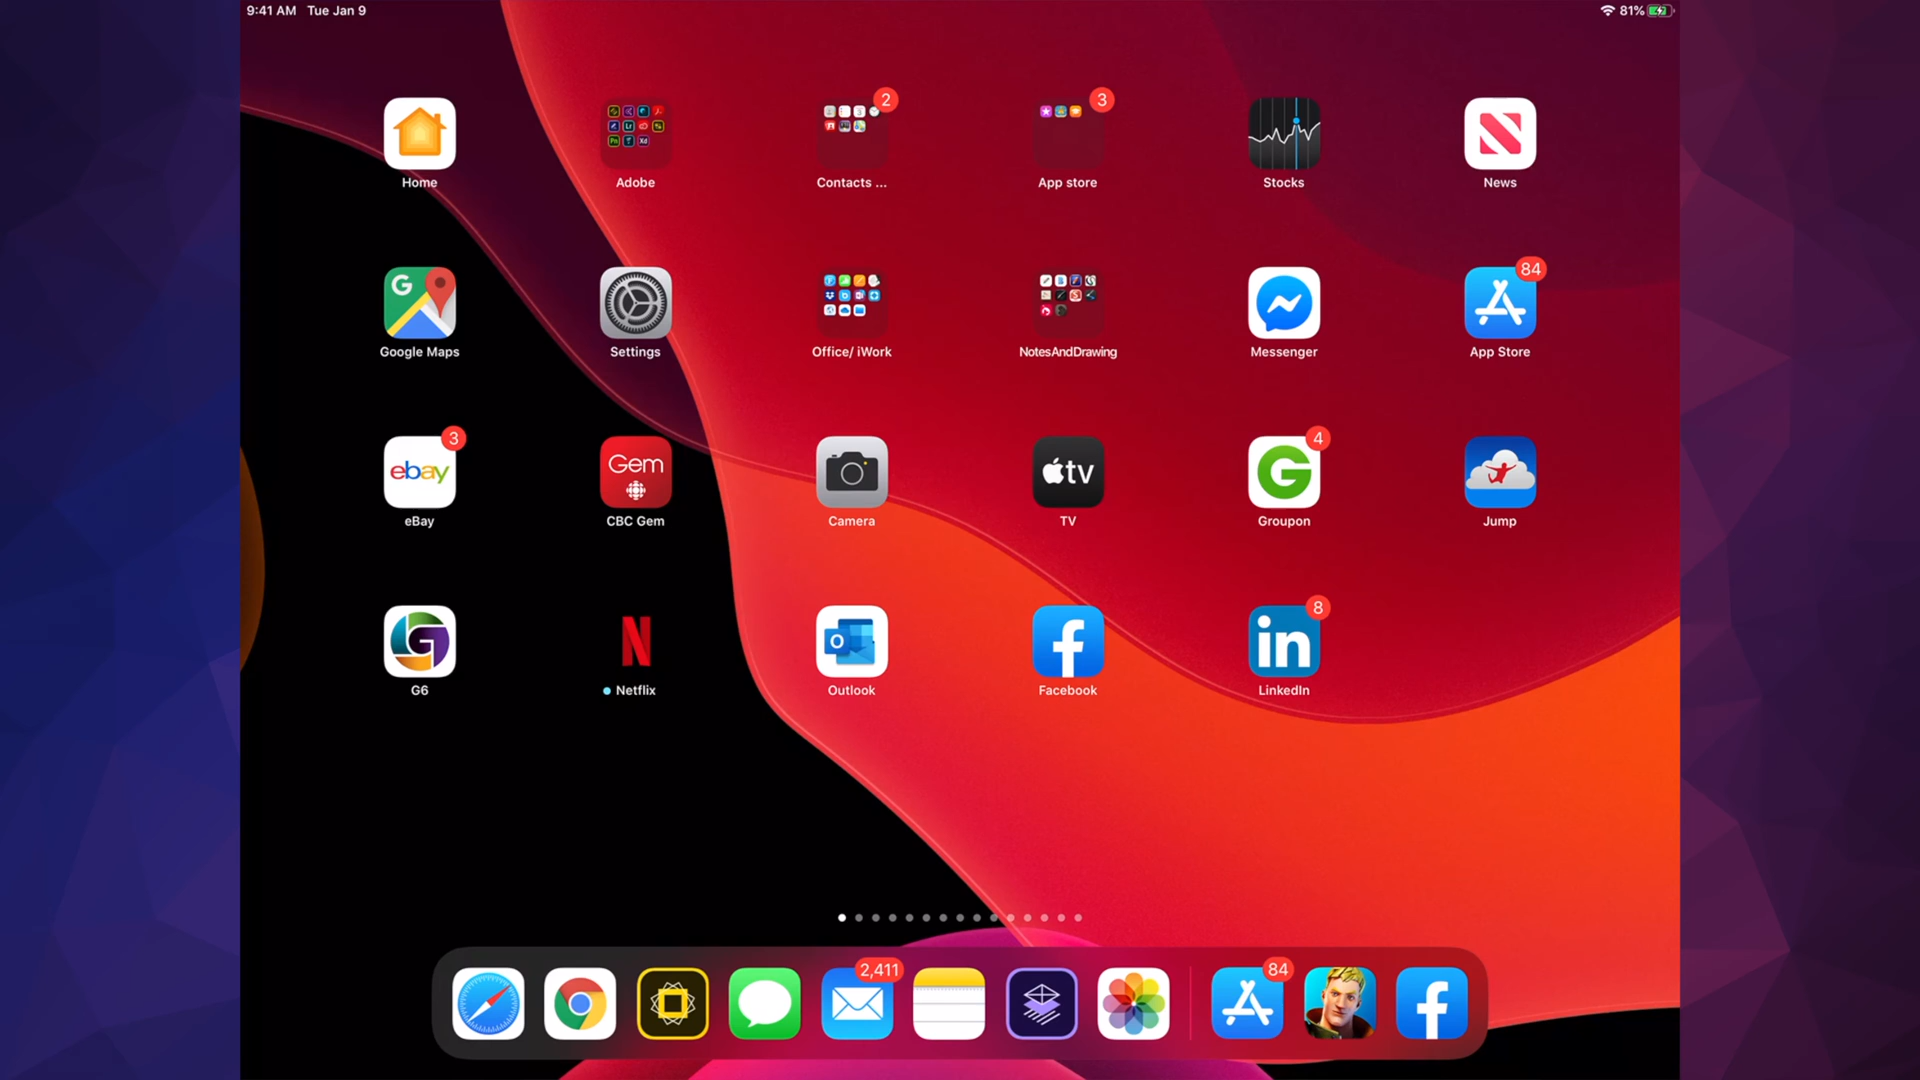 9:41 AM Tue Jan 9
81%
2
3
Home
Adobe
Contacts ...
App store
Stocks
News
G
84
Google Maps
Settings
Office/ iWork
NotesAndDrawing
Messenger
App Store
3
4
ebay
Gem
tv
G
eBay
CBC Gem
Camera
TV
Groupon
Jump
8
G
N
O
f
in
G6
Netflix
Outlook
Facebook
LinkedIn
2,411
84
f